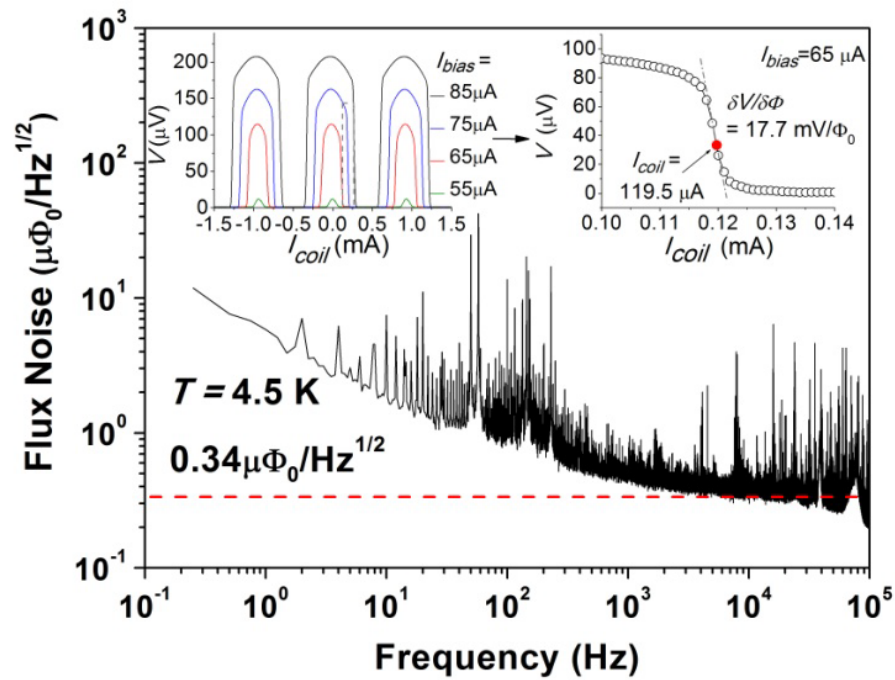 10³
10²
10¹
10⁰
10⁻¹
Flux Noise (μΦ₀/Hz^1/2)
200
150
100
50
0
V (μV)
-1.5 -1.0 -0.5 0.0 0.5 1.0 1.5
I_coil (mA)
I_bias=
85μA
75μA
65μA
55μA
100
80
60
40
20
0
V (μV)
I_bias=65 μA
δV/δΦ
= 17.7 mV/Φ₀
I_coil=
119.5 μA
0.10 0.11 0.12 0.13 0.14
I_coil (mA)
T = 4.5 K
0.34μΦ₀/Hz^1/2
10⁻¹ 10⁰ 10¹ 10² 10³ 10⁴ 10⁵
Frequency (Hz)